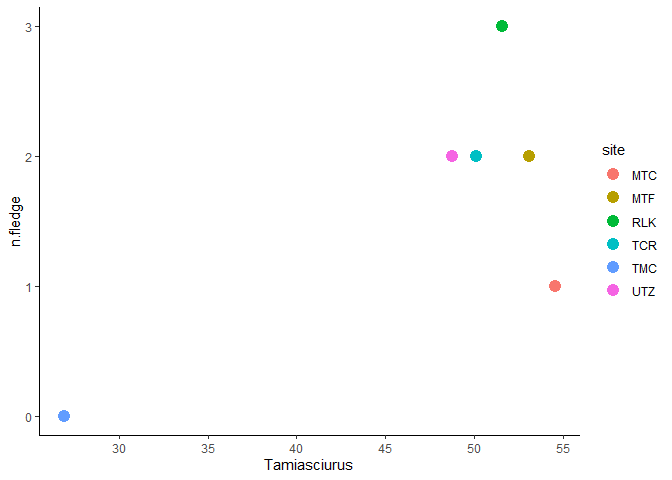 3
2
1
0
n.fledge
30 35 40 45 50 55
Tamiasciurus
site
MTC
MTF
RLK
TCR
TMC
UTZ